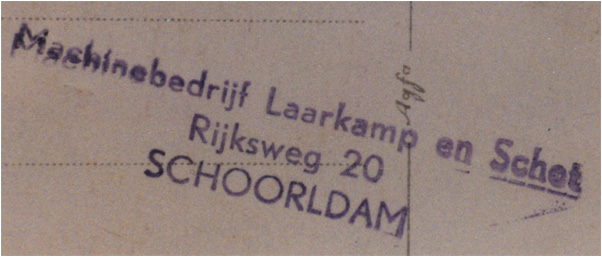 Machinebedrijf Laarkamp en Schot
Rijksweg 20
SCHOORLDAM
Agfa